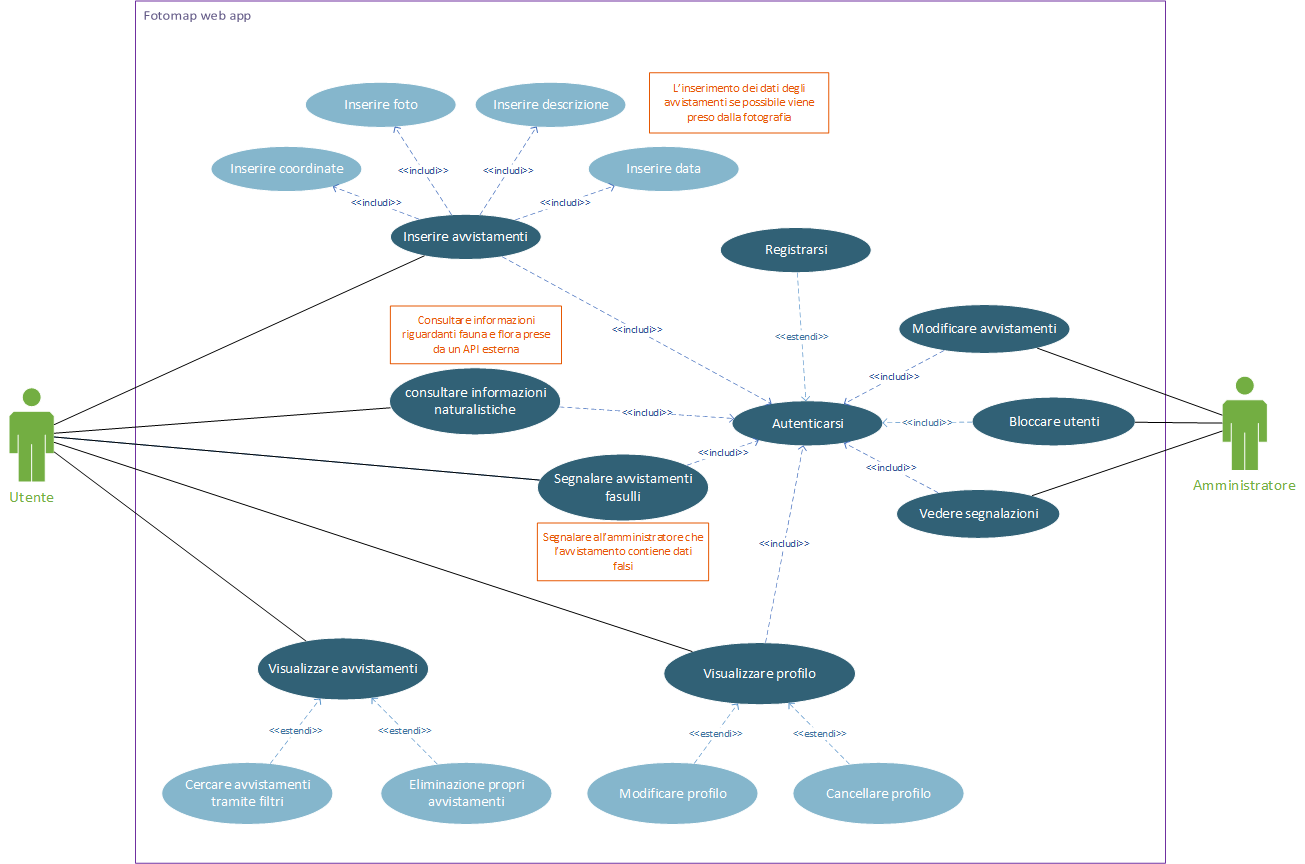 Fotomap web app
Inserire foto
Inserire descrizione
L'inserimento dei dati degli
avvistamenti se possibile viene
preso dalla fotografia
Inserire coordinate
<<includi>>
<<includi>>
Inserire data
<<includi>>
<<includi>>
Inserire avvistamenti
Registrarsi
Consultare informazioni
riguardanti fauna e flora prese
da un API esterna
<<includi>>
<<estendi>>
Modificare avvistamenti
<<includi>>
consultare informazioni
naturalistiche
<<includi>>
Autenticarsi
<<includi>>
Bloccare utenti
<<includi>>
<<includi>>
Segnalare avvistamenti
fasulli
Vedere segnalazioni
Utente
Amministratore
Segnalare all'amministratore che
l'avvistamento contiene dati
falsi
<<includi>>
Visualizzare avvistamenti
Visualizzare profilo
<<estendi>>
<<estendi>>
<<estendi>>
<<estendi>>
Cercare avvistamenti
tramite filtri
Eliminazione propri
avvistamenti
Modificare profilo
Cancellare profilo